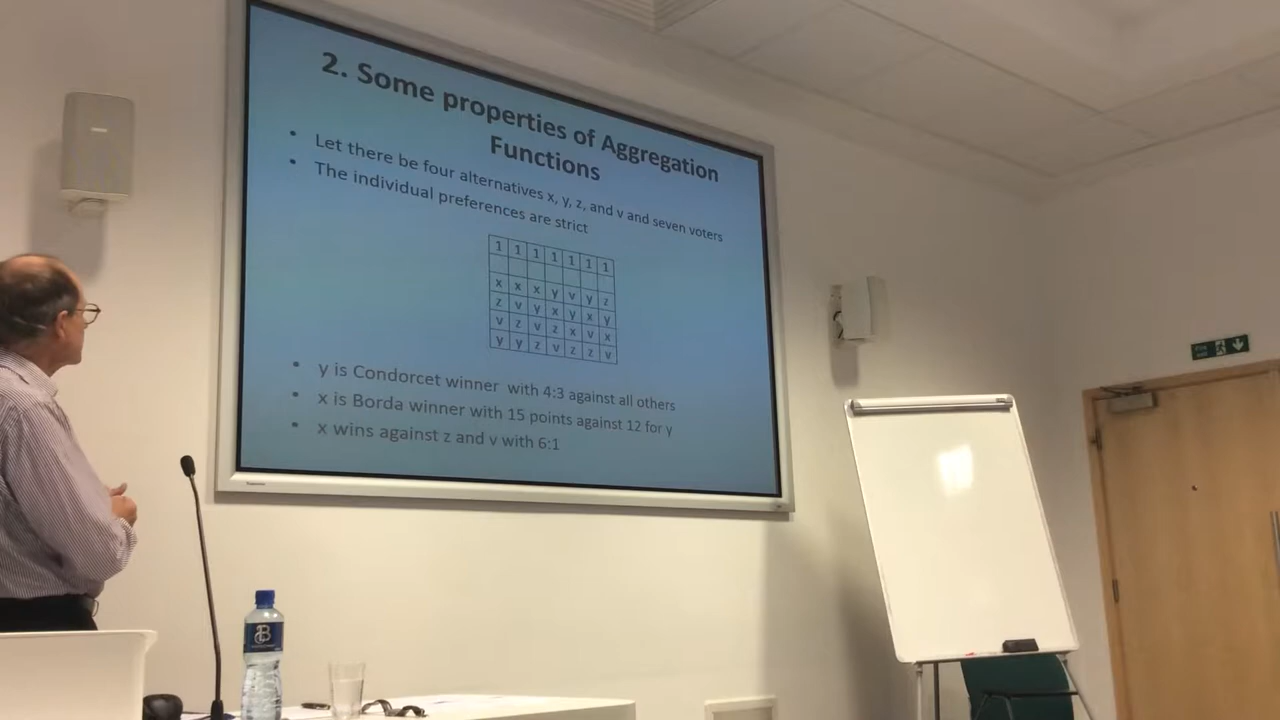 2. Some properties of Aggregation
Functions
• Let there be four alternatives x, y, z, and v and seven voters
• The individual preferences are strict
1 1 1 1 1 1 1
x x x y v y z
z v y x y x y
v z v z x v x
y y z v z z v
• y is Condorcet winner with 4:3 against all others
• x is Borda winner with 15 points against 12 for y
• x wins against z and v with 6:1